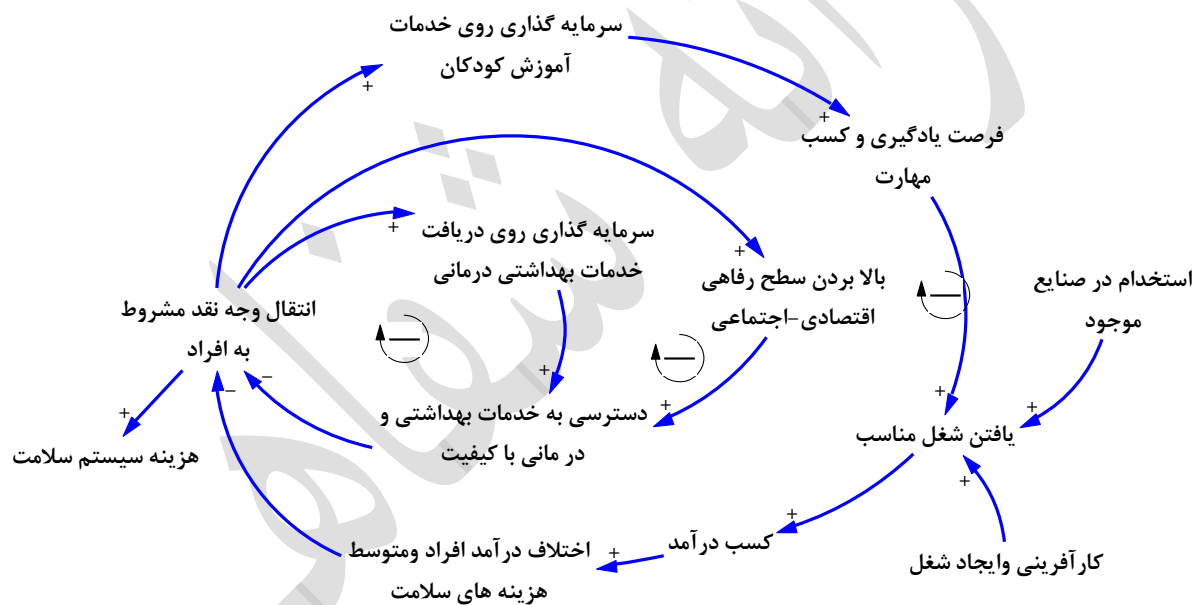 سرمایه گذاری روی خدمات
آموزش کودکان
+
+
فرصت یادگیری و کسب
مهارت
سرمایه گذاری روی دریافت
خدمات بهداشتی درمانی
+
+
بالا بردن سطح رفاهی
اقتصادی-اجتماعی
استخدام در صنایع
موجود
انتقال وجه نقد مشروط
به افراد
–
–
+
+
+
+
+
دسترسی به خدمات بهداشتی و
در مانی با کیفیت
یافتن شغل مناسب
هزینه سیستم سلامت
+
+
کسب درآمد
+
اختلاف درآمد افراد ومتوسط
هزینه های سلامت
کارآفرینی وایجاد شغل